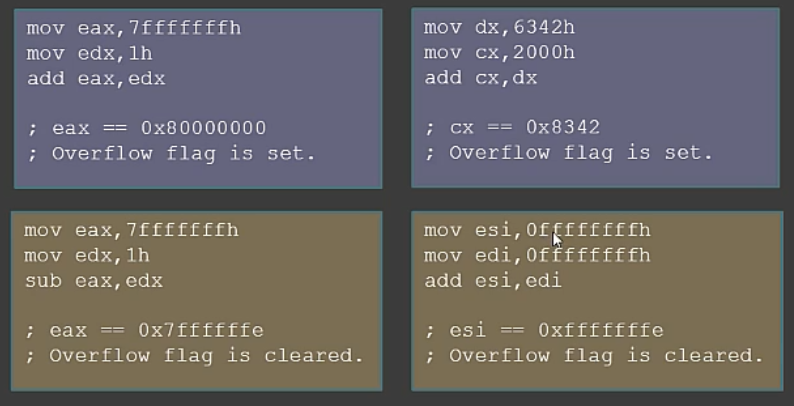 mov eax,7fffffffh
mov edx,1h
add eax,edx
; eax == 0x80000000
; Overflow flag is set.
mov dx,6342h
mov cx,2000h
add cx,dx
; cx == 0x8342
; Overflow flag is set.
mov eax,7fffffffh
mov edx,1h
sub eax,edx
; eax == 0x7ffffffe
; Overflow flag is cleared.
mov esi,0ffffffffh
mov edi,0ffffffffh
add esi,edi
; esi == 0xfffffffe
; Overflow flag is cleared.